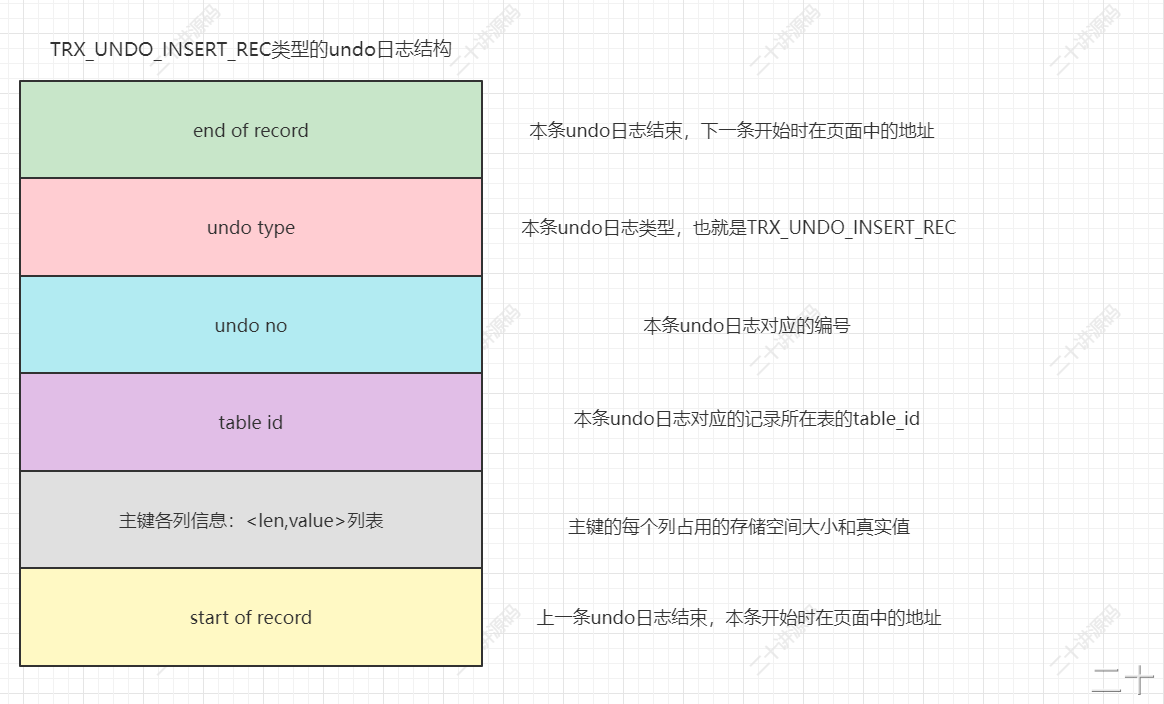 TRX_UNDO_INSERT_REC类型的undo日志结构
end of record
本条undo日志结束，下一条开始时在页面中的地址
undo type
本条undo日志类型，也就是TRX_UNDO_INSERT_REC
undo no
本条undo日志对应的编号
table id
本条undo日志对应的记录所在表的table_id
主键各列信息：<len,value>列表
主键的每个列占用的存储空间大小和真实值
start of record
上一条undo日志结束，本条开始时在页面中的地址
二十讲源码
二十